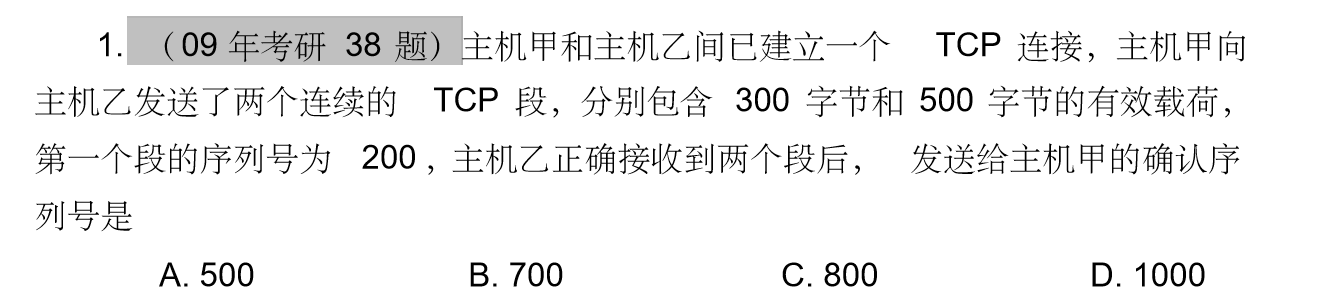 1. （09 年考研 38 题）主机甲和主机乙间已建立一个 TCP 连接，主机甲向
主机乙发送了两个连续的 TCP 段，分别包含 300 字节和 500 字节的有效载荷，
第一个段的序列号为 200，主机乙正确接收到两个段后， 发送给主机甲的确认序
列号是
A. 500 B. 700 C. 800 D. 1000